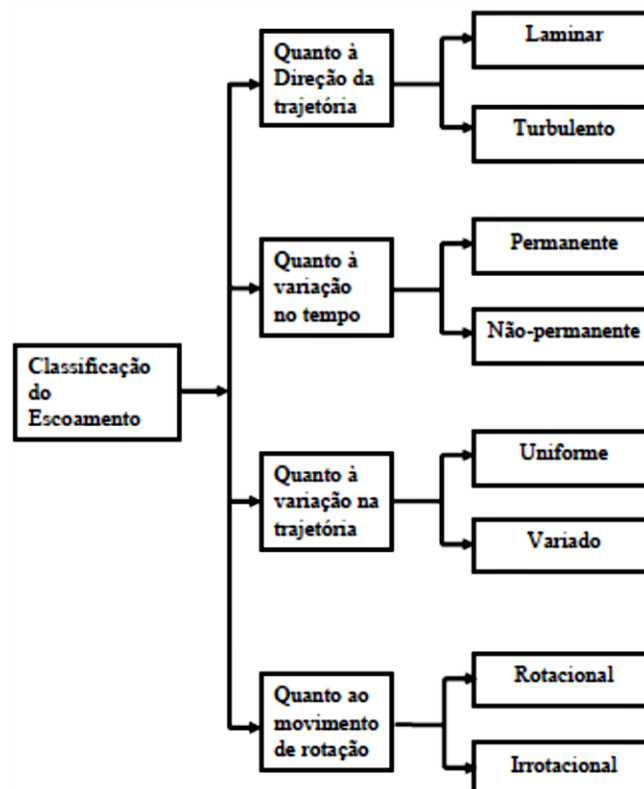 Classificação
do
Escoamento
Quanto à
Direção da
trajetória
Laminar
Turbulento
Quanto à
variação
no tempo
Permanente
Não-permanente
Quanto à
variação na
trajetória
Uniforme
Variado
Quanto ao
movimento
de rotação
Rotacional
Irrotacional